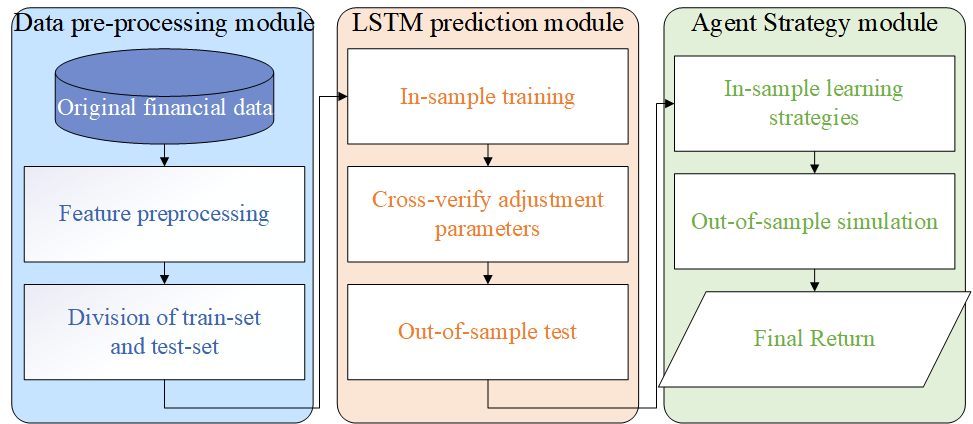 Data pre-processing module
Original financial data
Feature preprocessing
Division of train-set
and test-set
LSTM prediction module
In-sample training
Cross-verify adjustment
parameters
Out-of-sample test
Agent Strategy module
In-sample learning
strategies
Out-of-sample simulation
Final Return